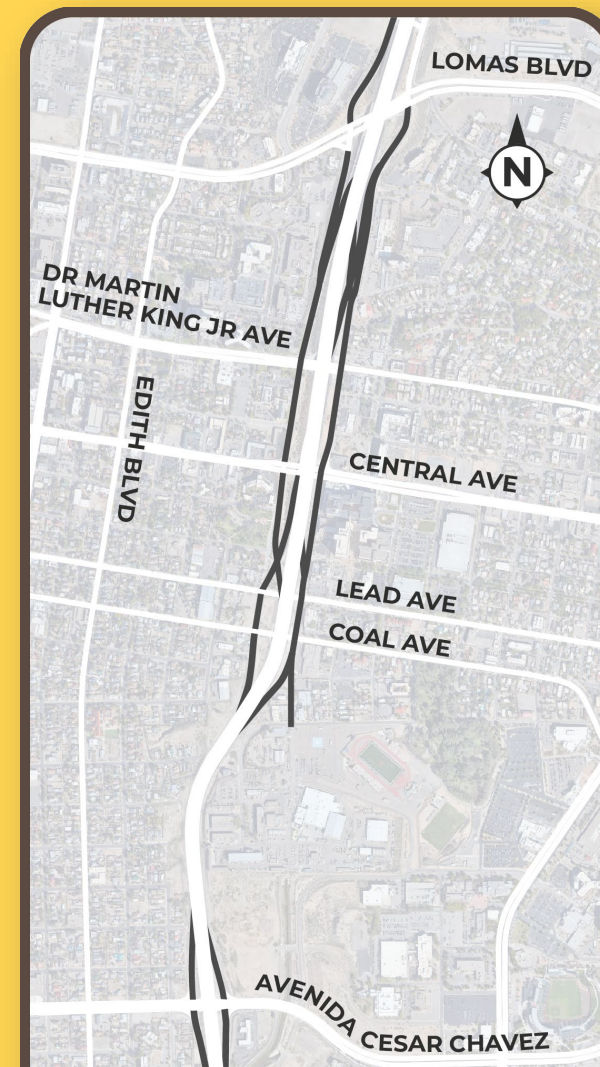 LOMAS BLVD
N
DR MARTIN
LUTHER KING JR AVE
EDITH BLVD
CENTRAL AVE
LEAD AVE
COAL AVE
AVENIDA CESAR CHAVEZ